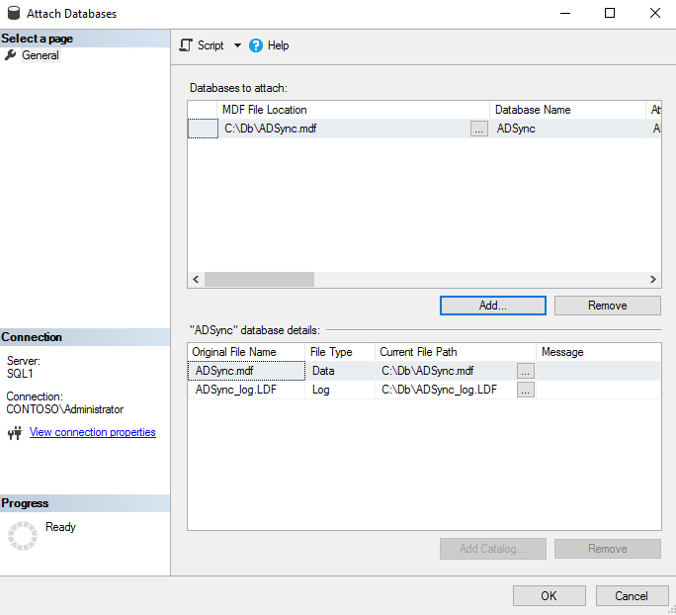 Attach Databases
Select a page
General
Script
Help
Databases to attach:
MDF File Location
Database Name
C:\Db\ADSync.mdf
...
ADSync
Add...
Remove
"ADSync" database details:
Original File Name
File Type
Current File Path
Message
ADSync.mdf
Data
C:\Db\ADSync.mdf
...
ADSync_log.LDF
Log
C:\Db\ADSync_log.LDF
...
Connection
Server:
SQL1
Connection:
CONTOSO\Administrator
View connection properties
Progress
Ready
Add Catalog...
Remove
OK
Cancel